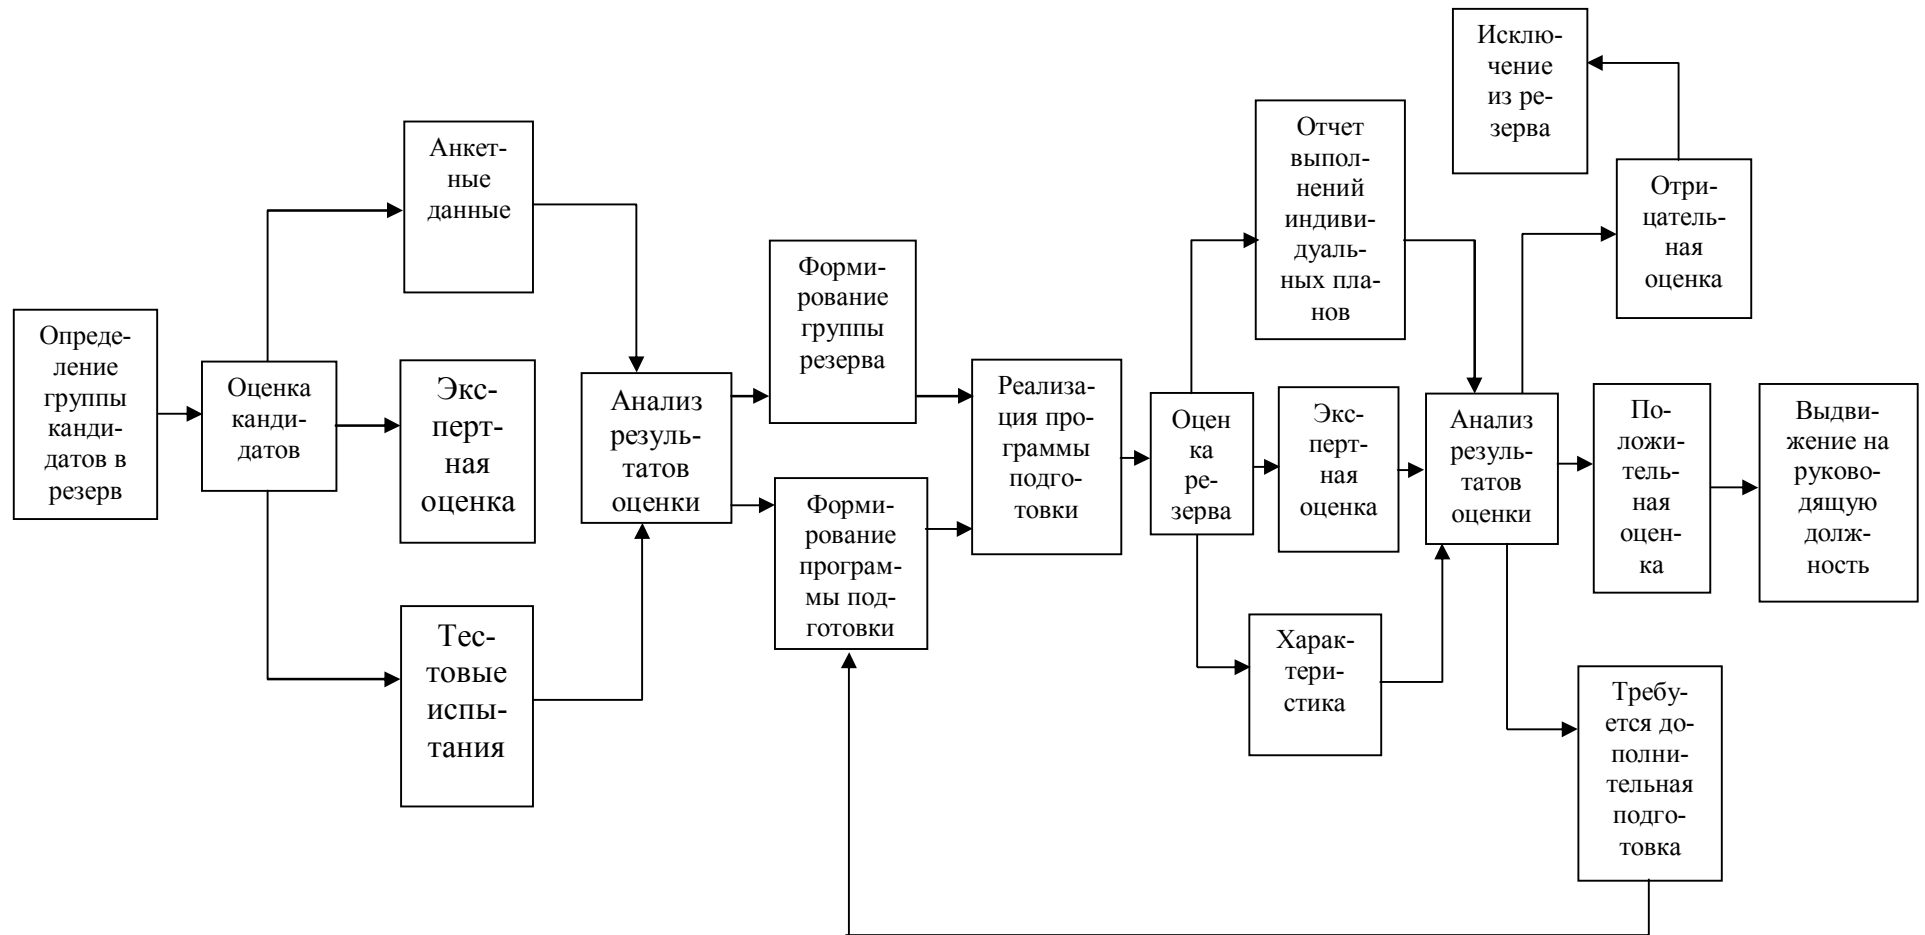 Опреде-
ление
группы
канди-
датов в
резерв
Оценка
канди-
датов
Анкет-
ные
данные
Экс-
перт-
ная
оценка
Тес-
товые
испы-
тания
Анализ
резуль-
татов
оценки
Форми-
рование
группы
резерва
Форми-
рование
програм-
мы под-
готовки
Реализа-
ция про-
граммы
подго-
товки
Оцен
ка
ре-
зерва
Отчет
выпол-
нений
индиви-
дуаль-
ных пла-
нов
Экс-
перт-
ная
оценка
Харак-
тери-
стика
Анализ
резуль-
татов
оценки
Исклю-
чение
из ре-
зерва
Отри-
цатель-
ная
оценка
По-
ложи-
тель-
ная
оцен-
ка
Выдви-
жение на
руково-
дящую
долж-
ность
Требу-
ется до-
полни-
тельная
подго-
товка